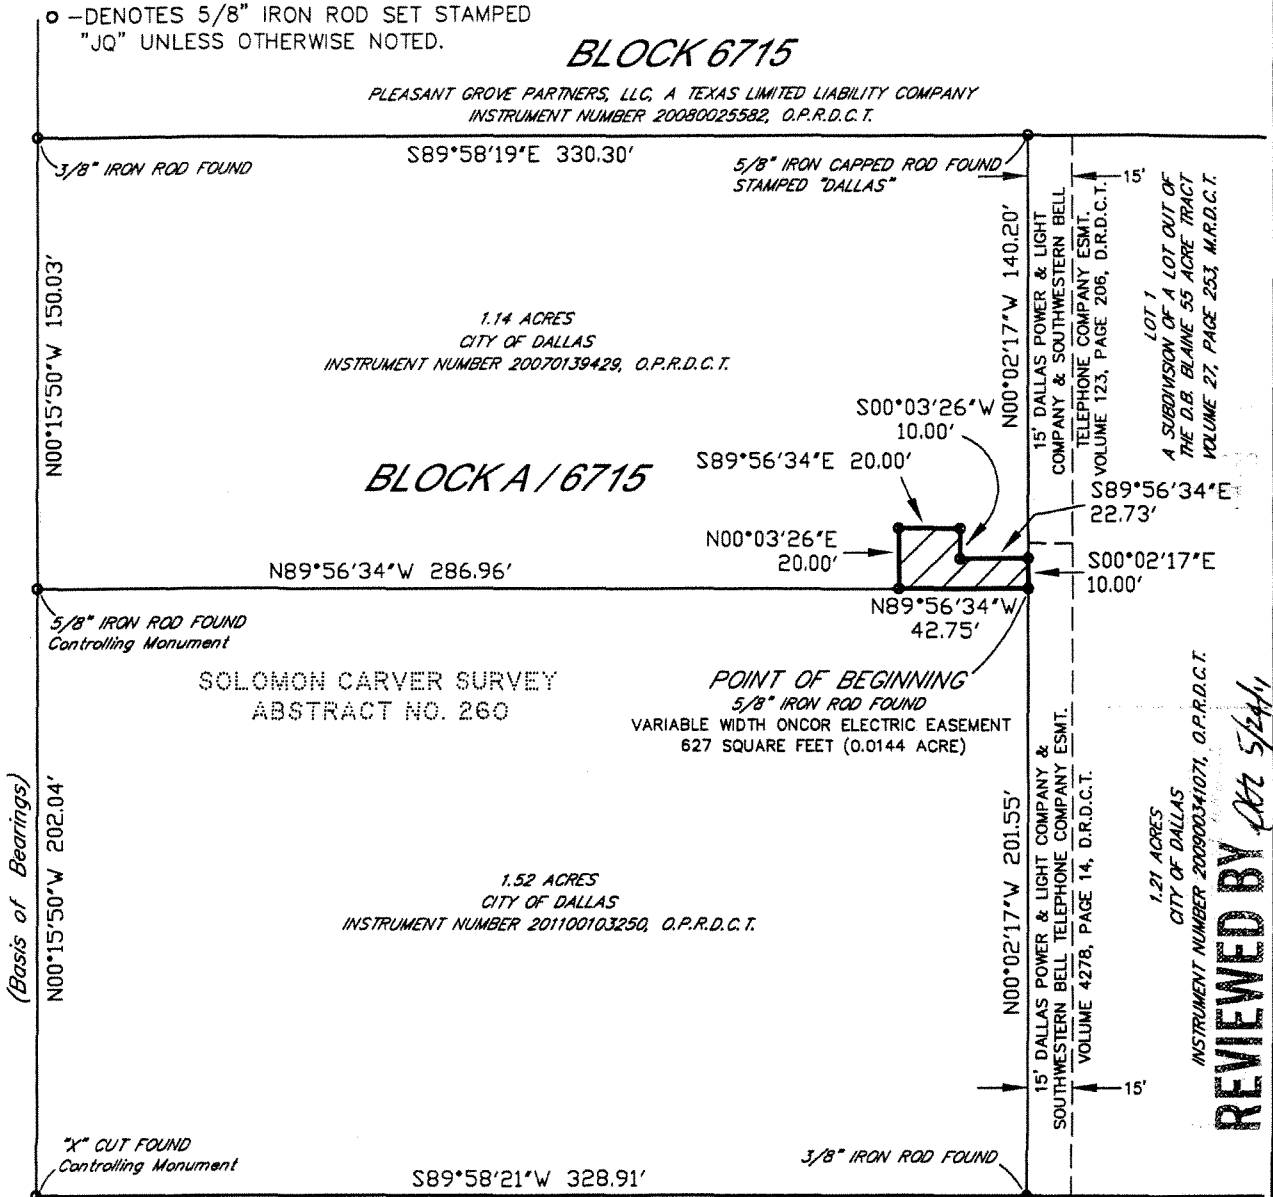 -DENOTES 5/8" IRON ROD SET STAMPED
"JQ" UNLESS OTHERWISE NOTED.
BLOCK 6715
PLEASANT GROVE PARTNERS, LLC, A TEXAS LIMITED LIABILITY COMPANY
INSTRUMENT NUMBER 20080025582, O.P.R.D.C.T.
S89°58'19"E 330.30'
3/8" IRON ROD FOUND
5/8" IRON CAPPED ROD FOUND
STAMPED "DALLAS"
15'
N00°15'50"W 150.03'
1.14 ACRES
CITY OF DALLAS
INSTRUMENT NUMBER 20070139429, O.P.R.D.C.T.
N00°02'17"W 140.20'
15' DALLAS POWER & LIGHT
COMPANY & SOUTHWESTERN BELL
TELEPHONE COMPANY ESMT.
VOLUME 123, PAGE 206, D.R.D.C.T.
LOT 1
A SUBDIVISION OF A LOT OUT OF
THE D.B. BLAINE 55 ACRE TRACT
VOLUME 27, PAGE 253, M.R.D.C.T.
BLOCK A / 6715
S00°03'26"W
10.00'
S89°56'34"E 20.00'
S89°56'34"E
22.73'
N00°03'26"E
20.00'
S00°02'17"E
10.00'
N89°56'34"W 286.96'
N89°56'34"W
42.75'
5/8" IRON ROD FOUND
Controlling Monument
SOLOMON CARVER SURVEY
ABSTRACT NO. 260
POINT OF BEGINNING
5/8" IRON ROD FOUND
VARIABLE WIDTH ONCOR ELECTRIC EASEMENT
627 SQUARE FEET (0.0144 ACRE)
(Basis of Bearings)
N00°15'50"W 202.04'
1.52 ACRES
CITY OF DALLAS
INSTRUMENT NUMBER 201100103250, O.P.R.D.C.T.
N00°02'17"W 201.55'
15' DALLAS POWER & LIGHT COMPANY &
SOUTHWESTERN BELL TELEPHONE COMPANY ESMT.
VOLUME 4278, PAGE 14, D.R.D.C.T.
15'
1.21 ACRES
CITY OF DALLAS
INSTRUMENT NUMBER 200900341071, O.P.R.D.C.T.
REVIEWED BY 5/24/11
"X" CUT FOUND
Controlling Monument
S89°58'21"W 328.91'
3/8" IRON ROD FOUND